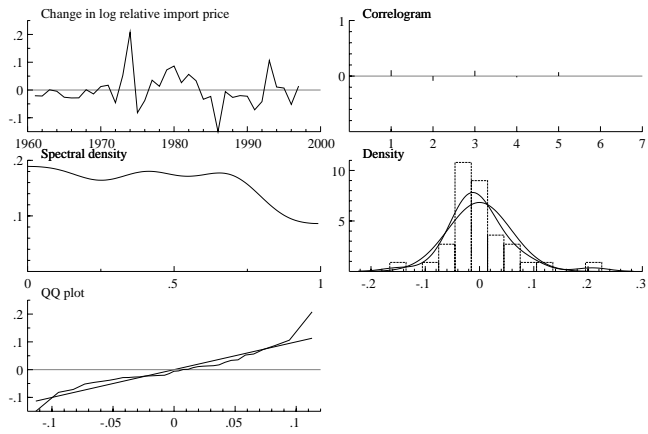 Change in log relative import price
.2
.1
0
-.1
1960 1970 1980 1990 2000
Correlogram
1
0
1 2 3 4 5 6 7
Spectral density
.2
.1
0 .5 1
Density
10
5
-.2 -.1 0 .1 .2 .3
QQ plot
.2
.1
0
-.1
-.1 -.05 0 .05 .1